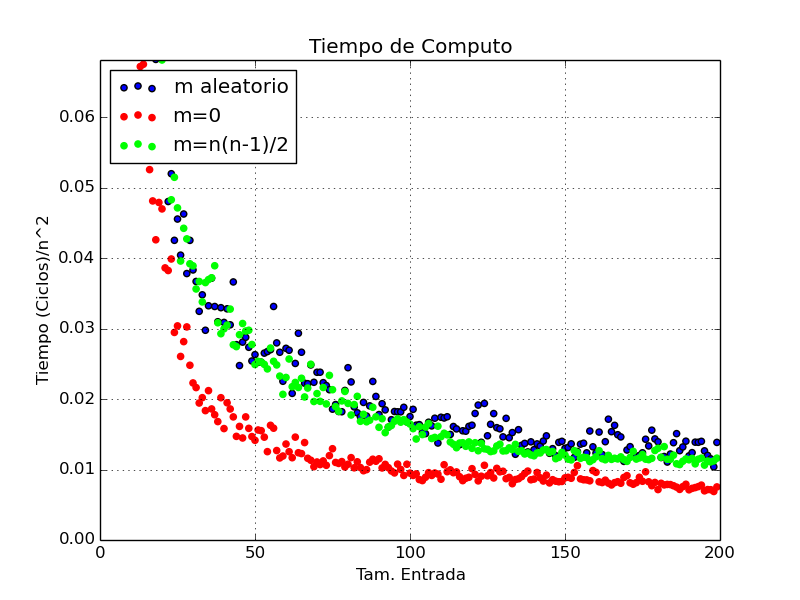 Tiempo de Computo
m aleatorio
m=0
m=n(n-1)/2
Tiempo (Ciclos)/n^2
0.06
0.05
0.04
0.03
0.02
0.01
0.00
0
50
100
150
200
Tam. Entrada